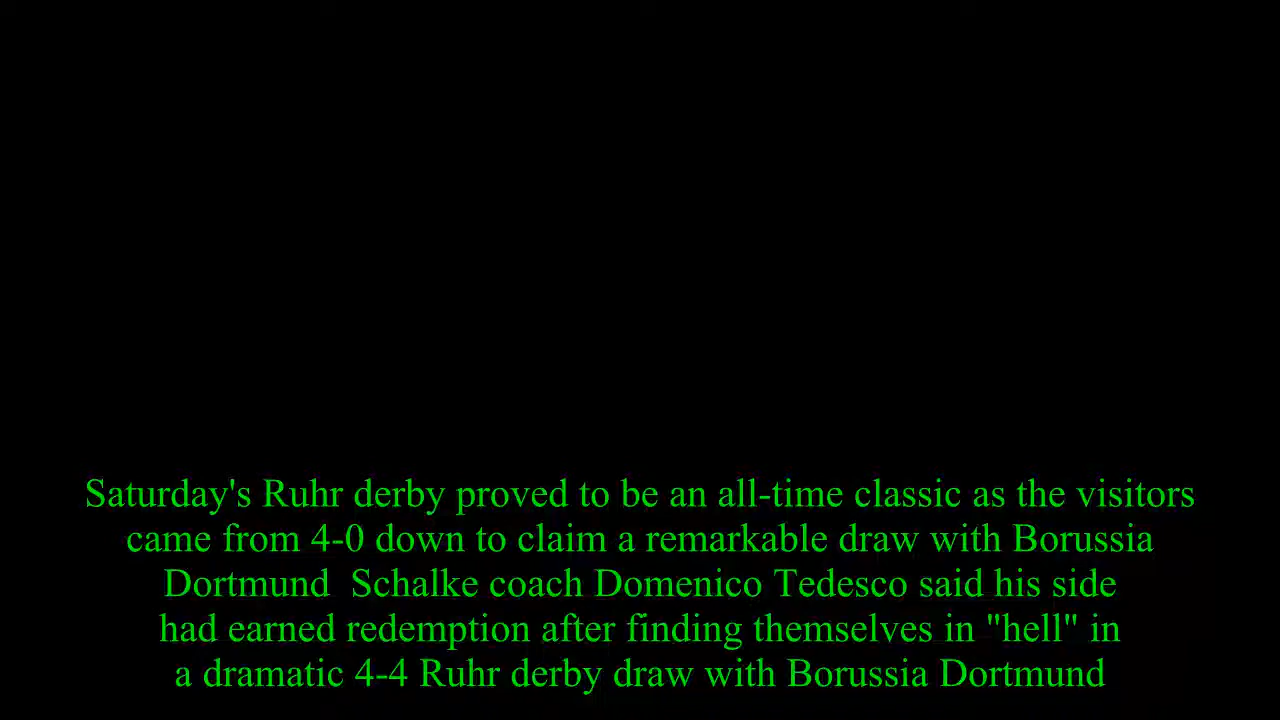 Saturday's Ruhr derby proved to be an all-time classic as the visitors
came from 4-0 down to claim a remarkable draw with Borussia
Dortmund  Schalke coach Domenico Tedesco said his side
had earned redemption after finding themselves in "hell" in
a dramatic 4-4 Ruhr derby draw with Borussia Dortmund